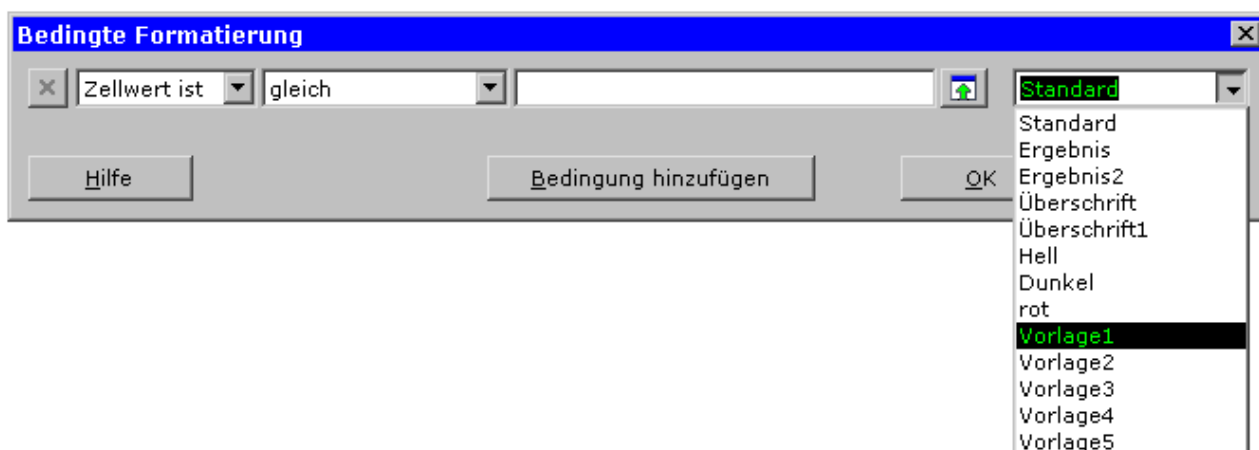 Bedingte Formatierung
Zellwert ist gleich Standard
Standard
Ergebnis
Hilfe Bedingung hinzufügen OK Ergebnis2
Überschrift
Überschrift1
Hell
Dunkel
rot
Vorlage1
Vorlage2
Vorlage3
Vorlage4
Vorlage5